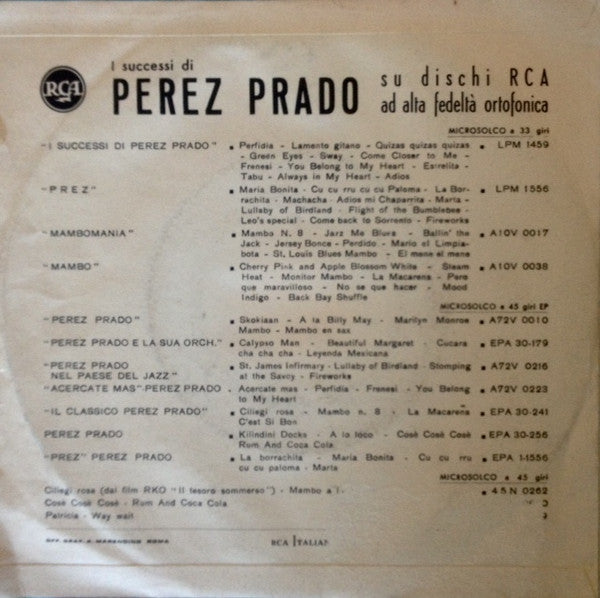 RCA
I successi di
PEREZ PRADO
su dischi RCA
ad alta fedeltà ortofonica
MICROSOLCO a 33 giri
"I SUCCESSI DI PEREZ PRADO" Perfidia - Lamento gitano - Quizas quizas quizas LPM 1459
- Green Eyes - Sway - Come Closer to Me -
Frenesi - You Belong to My Heart - Estrelita -
Tabu - Always in My Heart - Adios
"PREZ" Maria Bonita - Cu cu rru cu cu Paloma - La Bor- LPM 1556
rachita - Machacha - Adios mi Chaparrita - Marta -
Lullaby of Birdland - Flight of the Bumblebee -
Leo's special - Come back to Sorrento - Fireworks
"MAMBOMANIA" Mambo N. 8 - Jazz Me Blues - Ballin' the A10V 0017
Jack - Jersey Bonce - Perdido - Mario el Limpia-
bota - St. Louis Blues Mambo - El mene el mene
"MAMBO" Cherry Pink and Apple Blossom White - Steam A10V 0038
Heat - Monitor Mambo - La Macarena - Pero
que maravilloso - No se que hacer - Mood
Indigo - Back Bay Shuffle
MICROSOLCO a 45 giri EP
"PEREZ PRADO" Skokiaan - A la Billy May - Marilyn Monroe A72V 0010
Mambo - Mambo en sax
"PEREZ PRADO E LA SUA ORCH." Calypso Man - Beautiful Margaret - Cucara EPA 30-179
cha cha cha - Leyenda Mexicana
"PEREZ PRADO St. James Infirmary - Lullaby of Birdland - Stomping A72V 0216
NEL PAESE DEL JAZZ" at the Savoy - Fireworks
"ACERCATE MAS" PEREZ PRADO Acercate mas - Perfidia - Frenesi - You Belong A72V 0223
to My Heart
"IL CLASSICO PEREZ PRADO" Ciliegi rosa - Mambo n. 8 - La Macarena EPA 30-241
C'est Si Bon
PEREZ PRADO Kilindini Docks - A lo loco - Cosè Cosè Cosè EPA 30-256
Rum And Coca Cola
"PREZ" PEREZ PRADO La borrachita - Maria Bonita - Cu cu rru EPA 1-1556
cu cu paloma - Marta
MICROSOLCO a 45 giri
Ciliegi rosa (dal film RKO "Il tesoro sommerso") - Mambo a 45N 0262
Cosè Cosè Cosè - Rum And Coca Cola
Patricia - Way wait
ROMA
RCA ITALIAN